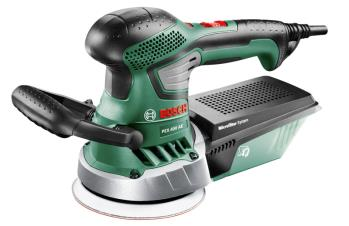 BOSCH
PEX 400 AE
Microfilter System